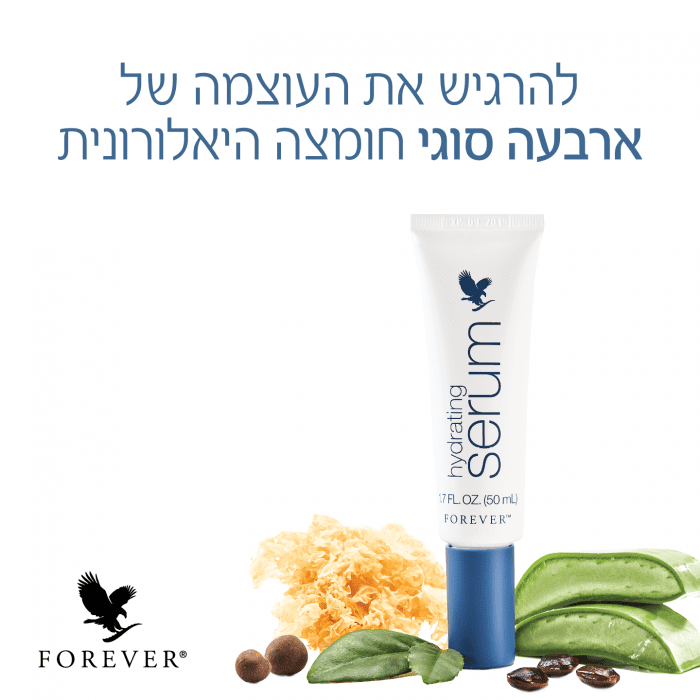 להרגיש את העוצמה של
ארבעה סוגי חומצה היאלורונית
hydrating
serum
1.7 FL. OZ. (50 mL)
FOREVER™
FOREVER®